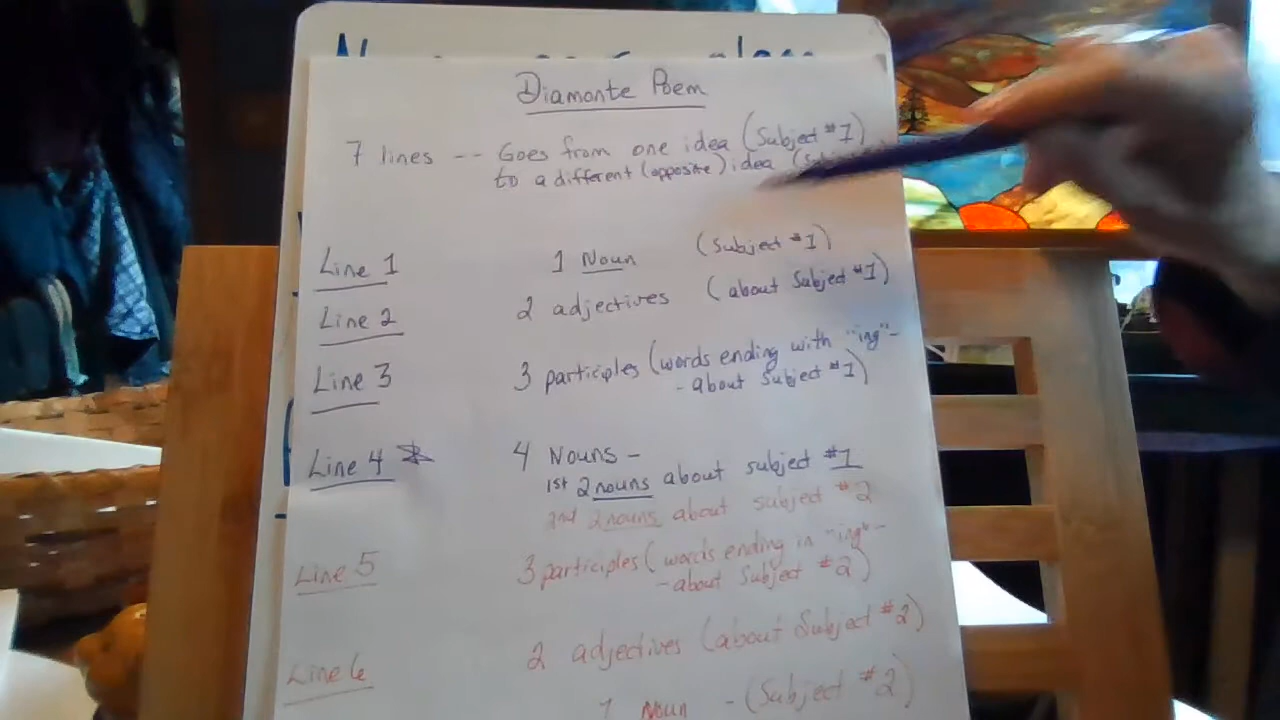 Diamonte Poem
7 lines -- Goes from one idea (Subject #1)
to a different (opposite) idea
Line 1 1 Noun (Subject #1)
Line 2 2 adjectives (about Subject #1)
Line 3 3 participles (words ending with "ing"-
- about Subject #1)
Line 4 4 Nouns -
1st 2 nouns about subject #1
2nd 2 nouns about subject #2
Line 5 3 participles (words ending in "ing"-
- about Subject #2)
Line 6 2 adjectives (about Subject #2)
1 Noun - (Subject #2)